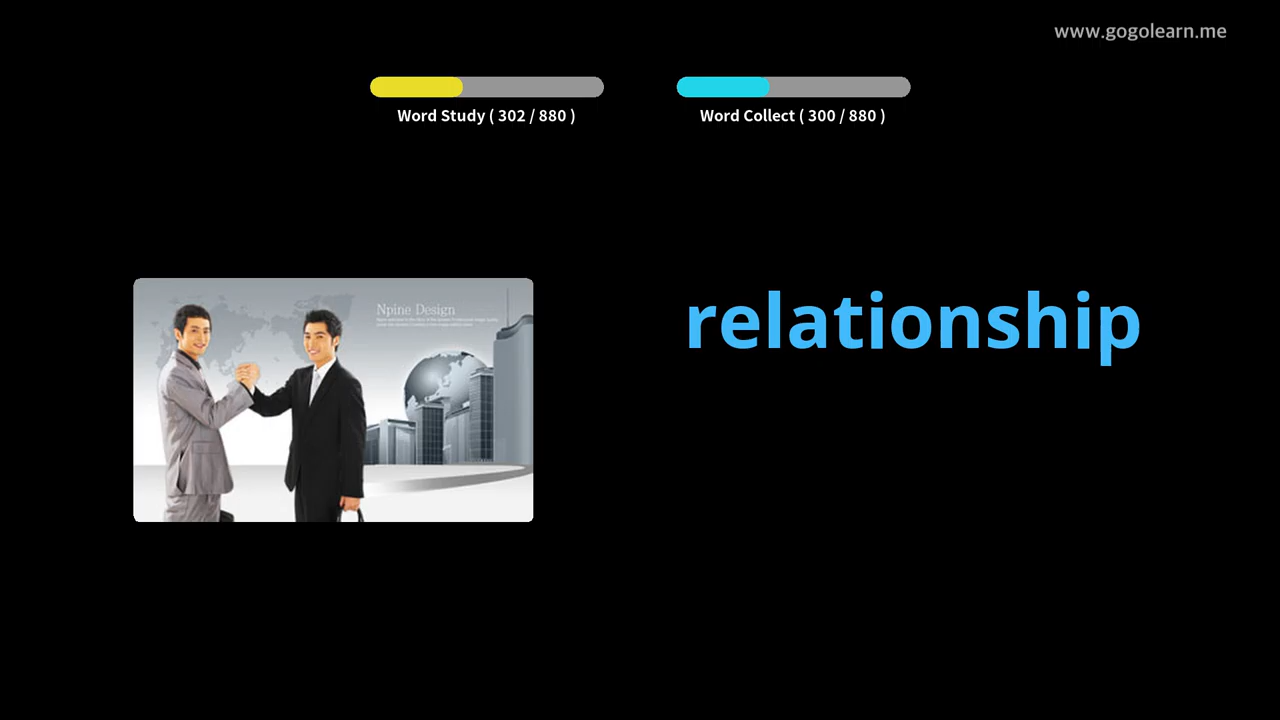 www.gogolearn.me
Word Study ( 302 / 880 )
Word Collect ( 300 / 880 )
Npine Design
relationship